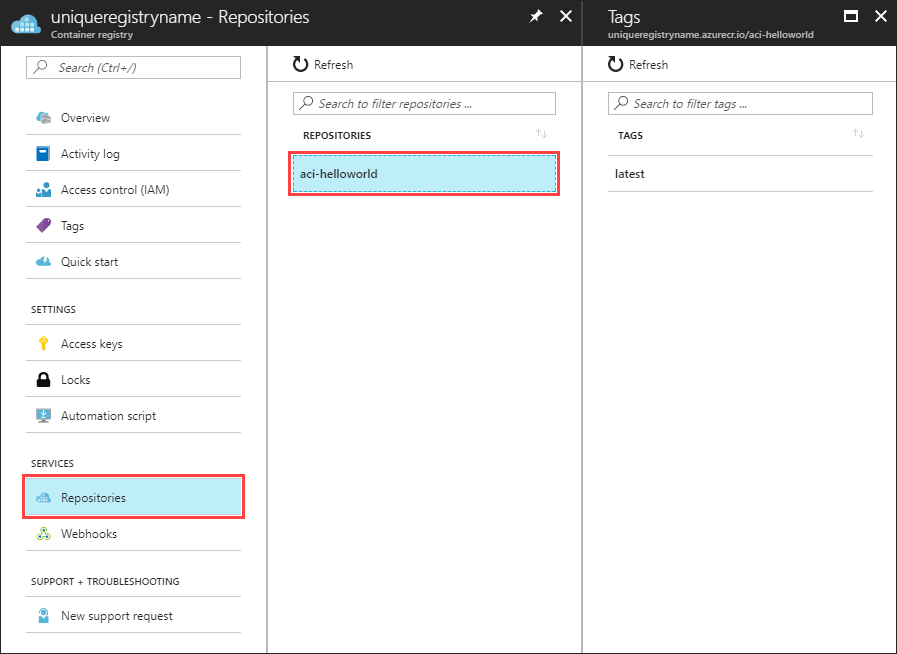 uniqueregistryname - Repositories
Container registry
Search (Ctrl+/)
Overview
Activity log
Access control (IAM)
Tags
Quick start
SETTINGS
Access keys
Locks
Automation script
SERVICES
Repositories
Webhooks
SUPPORT + TROUBLESHOOTING
New support request
Refresh
Search to filter repositories ...
REPOSITORIES
aci-helloworld
Tags
uniqueregistryname.azurecr.io/aci-helloworld
Refresh
Search to filter tags ...
TAGS
latest